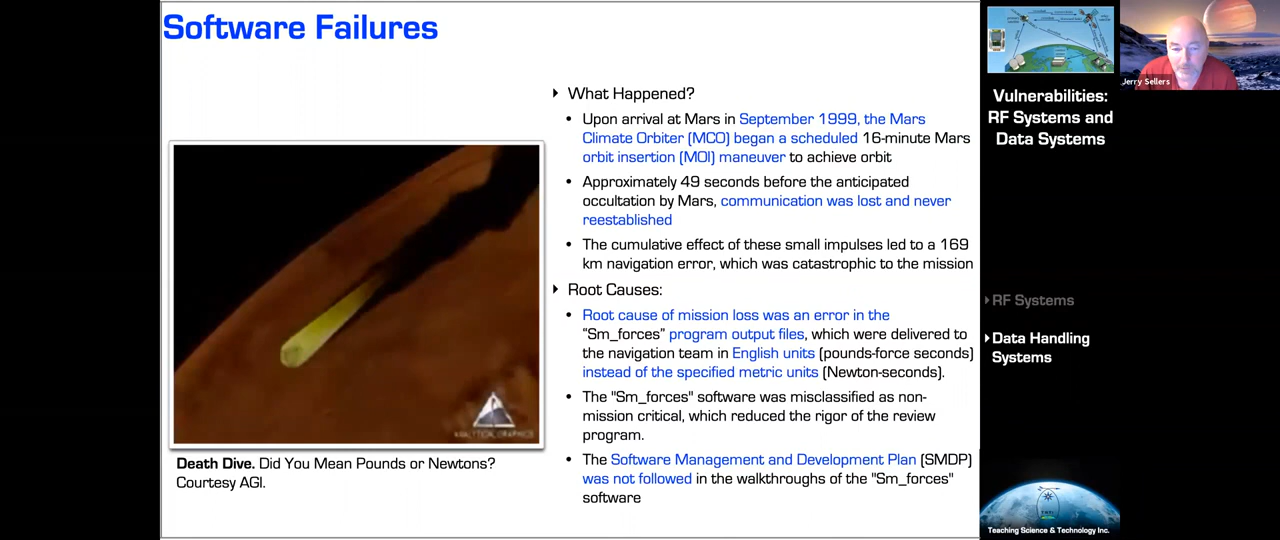 Software Failures
What Happened?
• Upon arrival at Mars in September 1999, the Mars
Climate Orbiter (MCO) began a scheduled 16-minute Mars
orbit insertion (MOI) maneuver to achieve orbit
• Approximately 49 seconds before the anticipated
occultation by Mars, communication was lost and never
reestablished
• The cumulative effect of these small impulses led to a 169
km navigation error, which was catastrophic to the mission
Root Causes:
• Root cause of mission loss was an error in the
“Sm_forces” program output files, which were delivered to
the navigation team in English units (pounds-force seconds)
instead of the specified metric units (Newton-seconds).
• The "Sm_forces" software was misclassified as non-
mission critical, which reduced the rigor of the review
program.
• The Software Management and Development Plan (SMDP)
was not followed in the walkthroughs of the "Sm_forces"
software
ANALYTICAL GRAPHICS
Death Dive. Did You Mean Pounds or Newtons?
Courtesy AGI.
Vulnerabilities:
RF Systems and
Data Systems
RF Systems
Data Handling
Systems
Teaching Science & Technology Inc.
Jerry Sellers